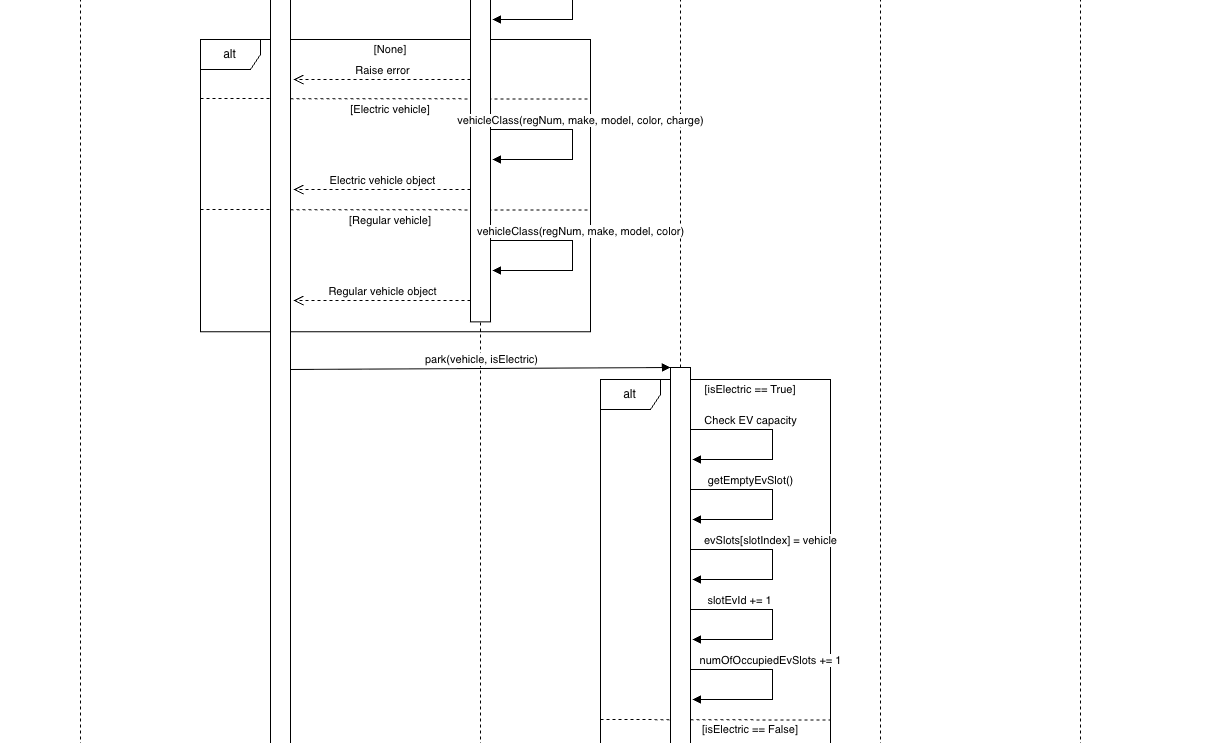 alt
[None]
Raise error
[Electric vehicle]
vehicleClass(regNum, make, model, color, charge)
Electric vehicle object
[Regular vehicle]
vehicleClass(regNum, make, model, color)
Regular vehicle object
park(vehicle, isElectric)
alt
[isElectric == True]
Check EV capacity
getEmptyEvSlot()
evSlots[slotIndex] = vehicle
slotEvId += 1
numOfOccupiedEvSlots += 1
[isElectric == False]